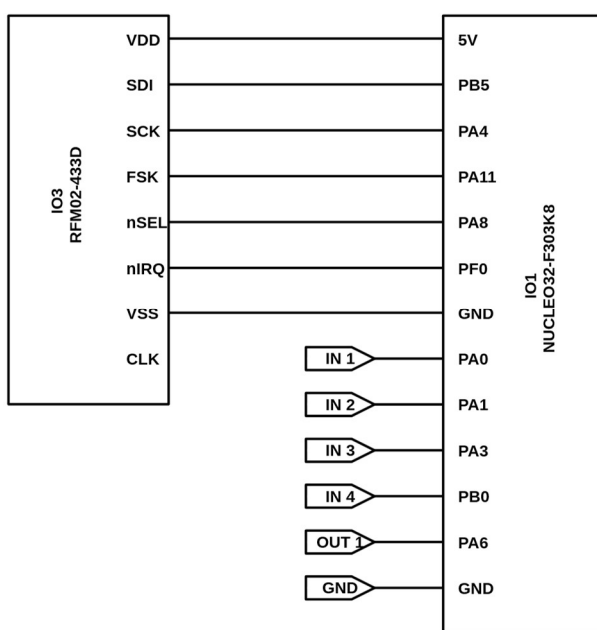 VDD
SDI
SCK
FSK
nSEL
nIRQ
VSS
CLK
IO3
RFM02-433D
5V
PB5
PA4
PA11
PA8
PF0
GND
IN 1 PA0
IN 2 PA1
IN 3 PA3
IN 4 PB0
OUT 1 PA6
GND GND
IO1
NUCLEO32-F303K8